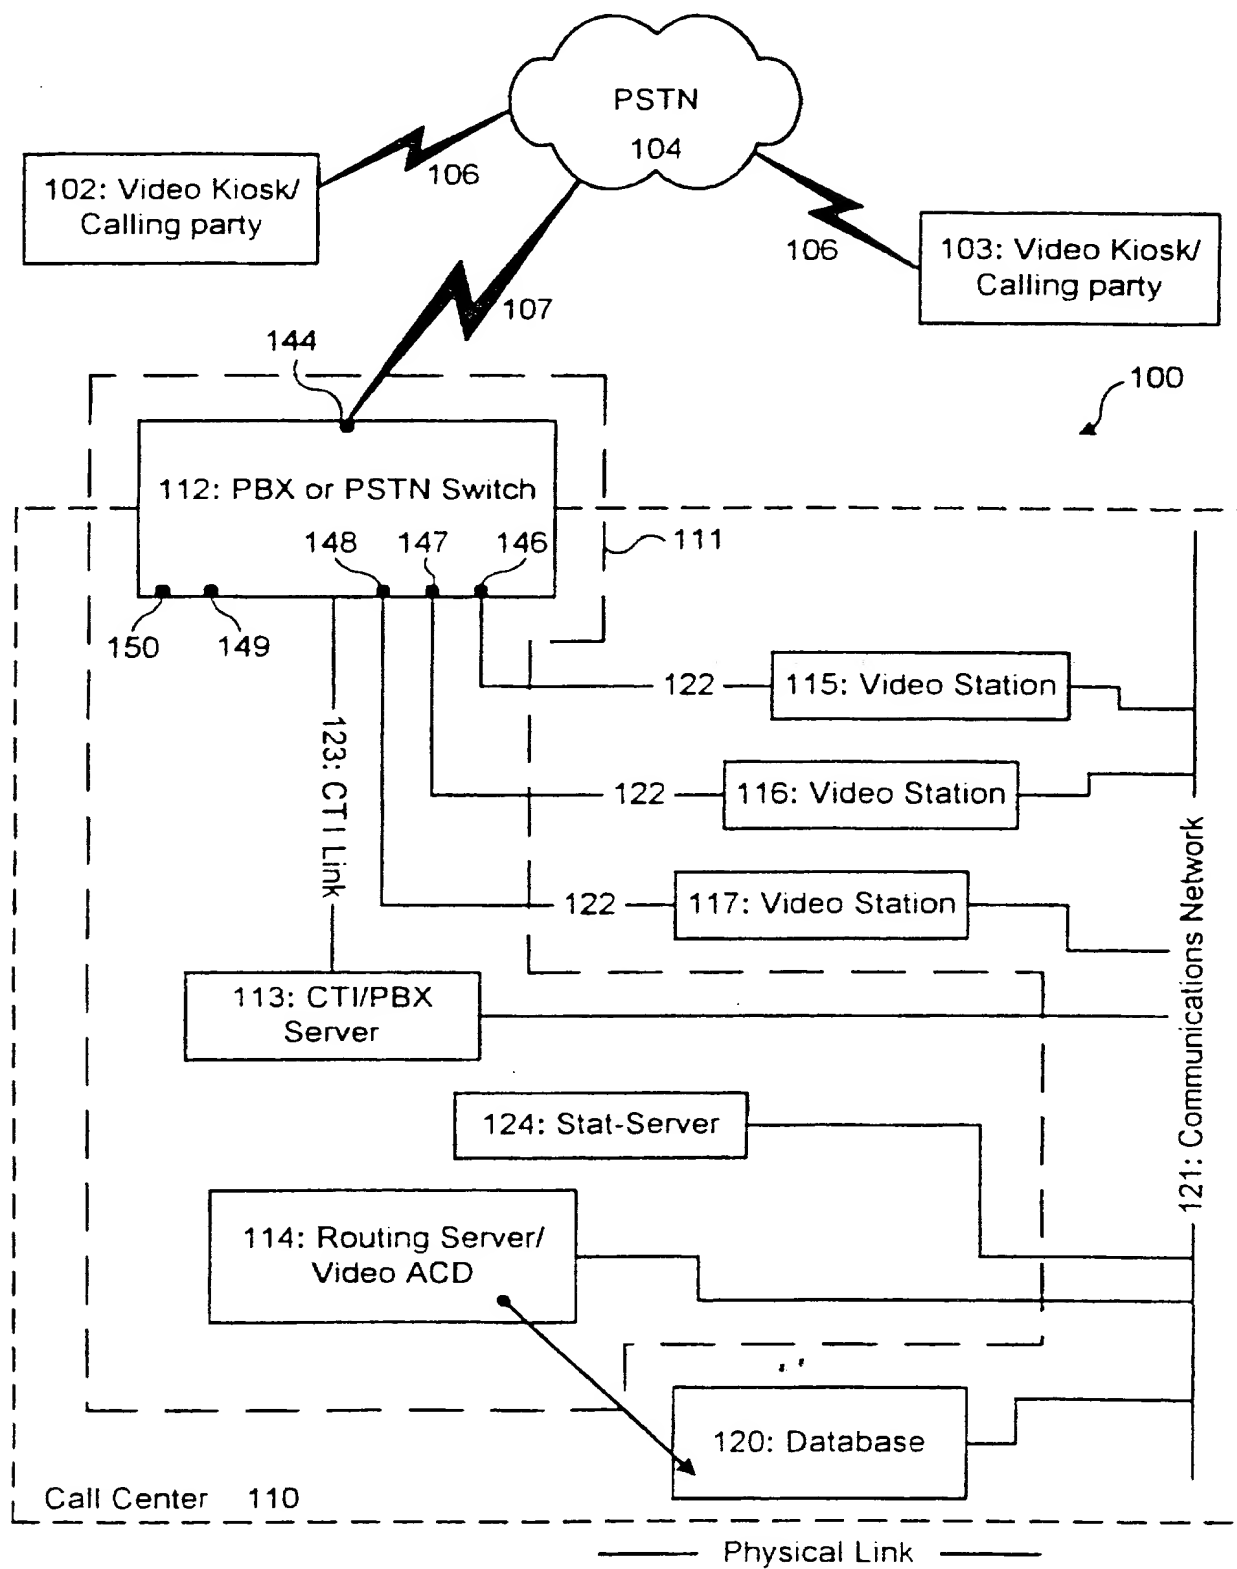 PSTN
104
106
102: Video Kiosk/
Calling party
106
103: Video Kiosk/
Calling party
107
144
100
112: PBX or PSTN Switch
148
147
146
111
150
149
122
115: Video Station
123: CTI Link
122
116: Video Station
122
117: Video Station
121: Communications Network
113: CTI/PBX
Server
124: Stat-Server
114: Routing Server/
Video ACD
120: Database
Call Center 110
Physical Link